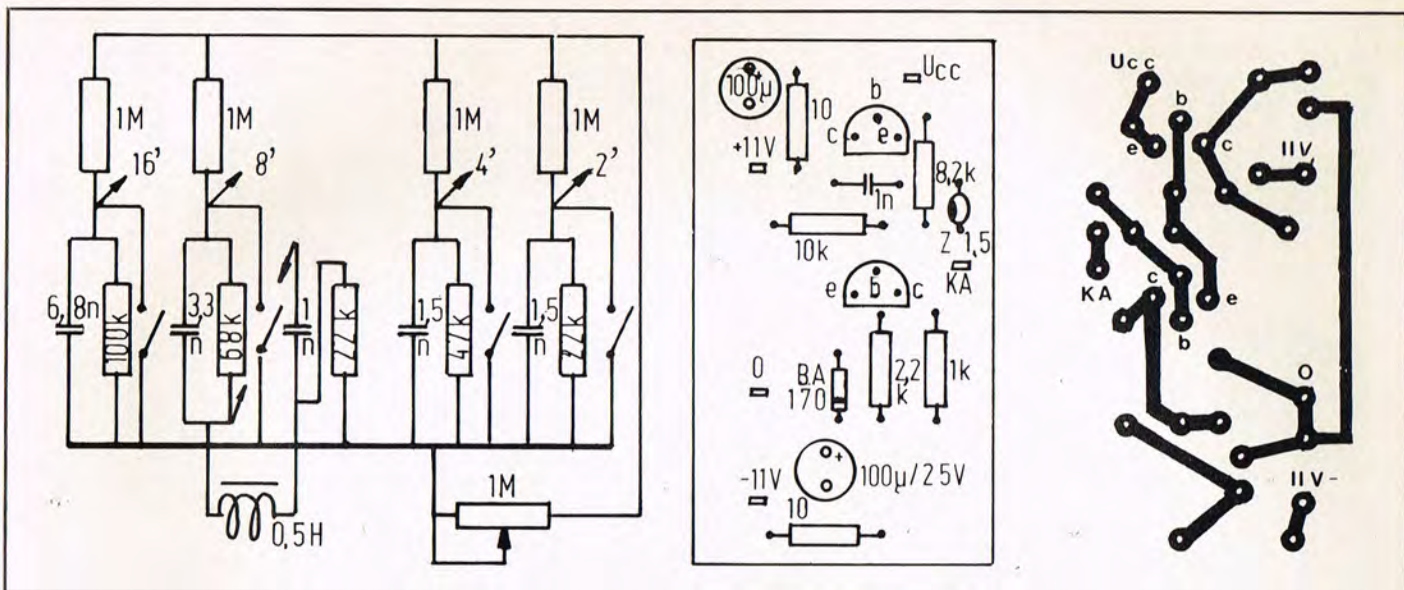 1M
1M
1M
1M
16'
8'
4'
2'
6,8n
100k
3,3
n
68k
1
n
22k
1,5
n
47k
1,5
n
22k
0,5H
1M
100µ
+
10
+11V
Ucc
b
c
e
8,2k
1n
10k
Z 1,5
KA
e
b
c
0
BA
170
2,2
k
1k
-11V
+
100µ/25V
10
Ucc
e
b
c
11V
KA
c
e
b
0
11V-